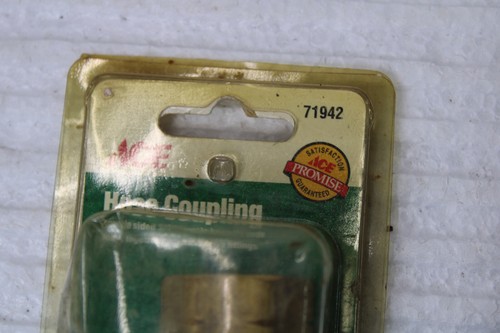 71942
ACE
SATISFACTION
ACE
PROMISE
GUARANTEED
Hose Coupling